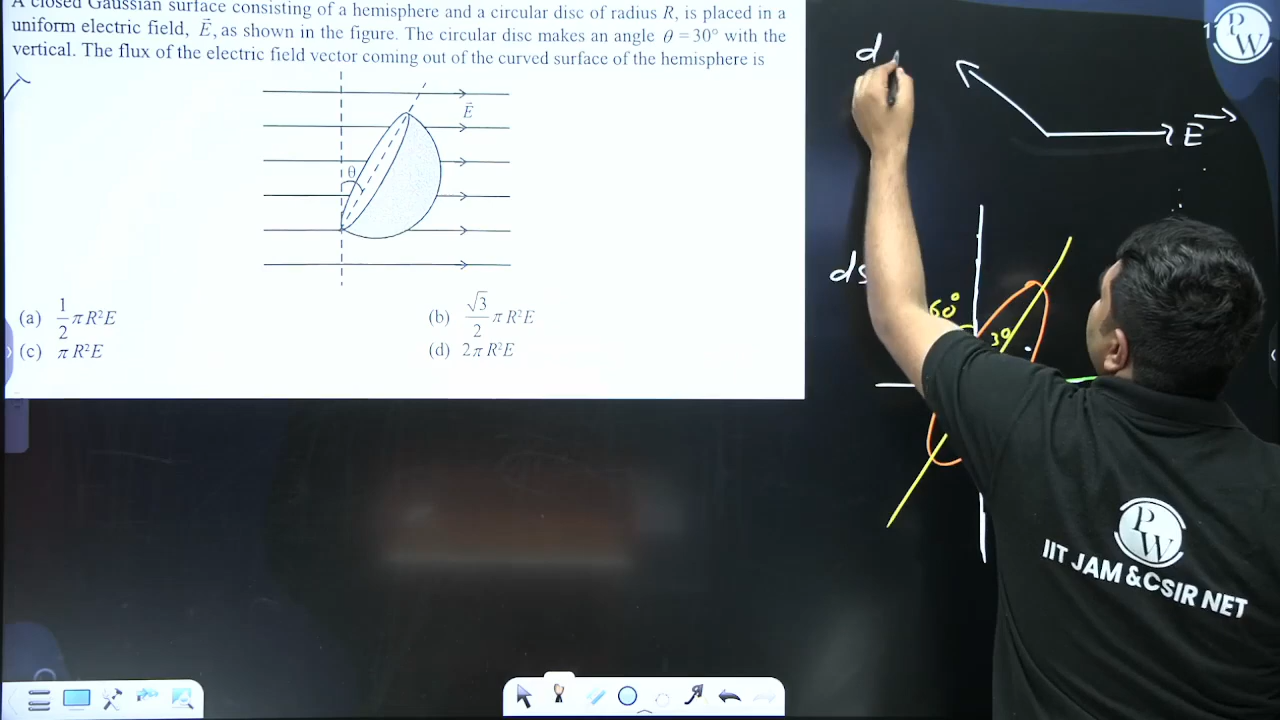 A closed Gaussian surface consisting of a hemisphere and a circular disc of radius R, is placed in a
uniform electric field, E⃗, as shown in the figure. The circular disc makes an angle θ = 30° with the
vertical. The flux of the electric field vector coming out of the curved surface of the hemisphere is
E⃗
θ
(a) 1/2 πR²E
(b) √3/2 πR²E
(c) πR²E
(d) 2πR²E
d
E⃗
ds
60°
30
PW
PW
IIT JAM & CSIR NET